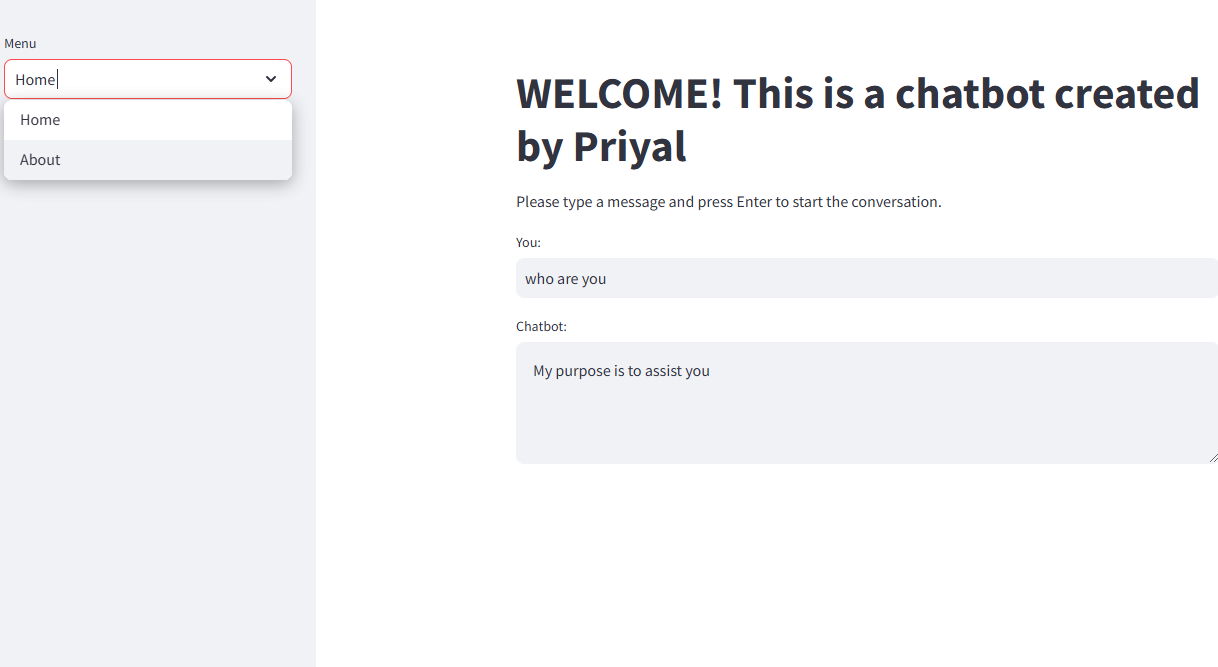 Menu
Home
Home
About
WELCOME! This is a chatbot created
by Priyal
Please type a message and press Enter to start the conversation.
You:
who are you
Chatbot:
My purpose is to assist you